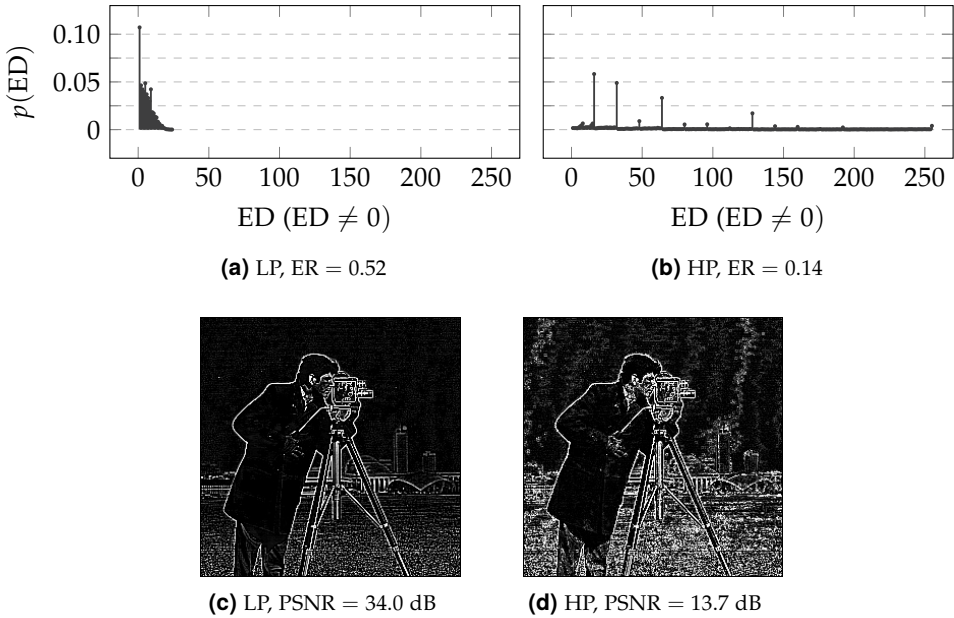 0.10
0.05
0
p(ED)
0 50 100 150 200 250
0 50 100 150 200 250
ED (ED ≠ 0)
ED (ED ≠ 0)
(a) LP, ER = 0.52
(b) HP, ER = 0.14
(c) LP, PSNR = 34.0 dB
(d) HP, PSNR = 13.7 dB